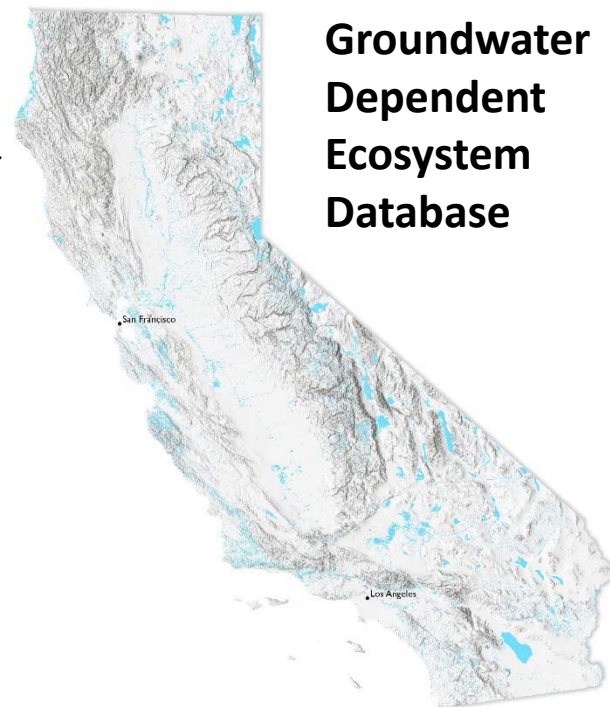 Groundwater
Dependent
Ecosystem
Database
San Francisco
Los Angeles